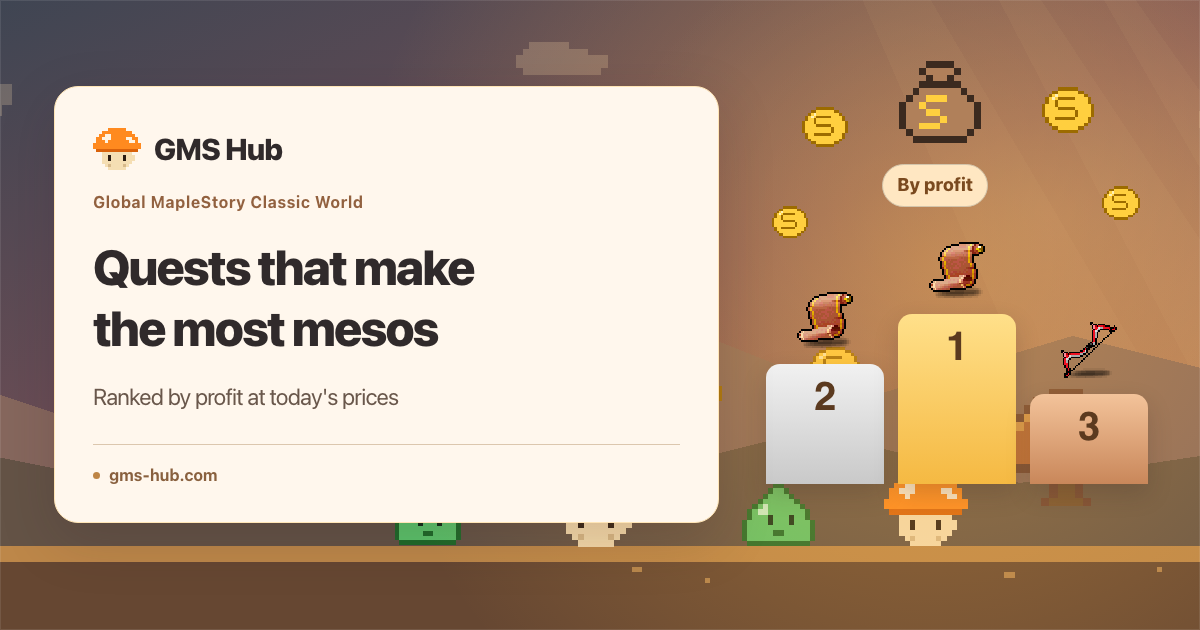 GMS Hub
Global MapleStory Classic World
Quests that make
the most mesos
Ranked by profit at today's prices
gms-hub.com
S
S
S
By profit
S
S
1
2
3